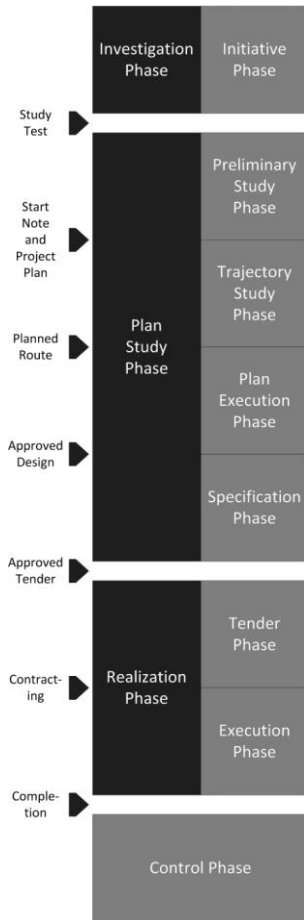 Investigation
Phase
Initiative
Phase
Study
Test
Preliminary
Study
Phase
Start
Note
and
Project
Plan
Trajectory
Study
Phase
Planned
Route
Plan
Study
Phase
Plan
Execution
Phase
Approved
Design
Specification
Phase
Approved
Tender
Tender
Phase
Contract-
ing
Realization
Phase
Execution
Phase
Comple-
tion
Control Phase